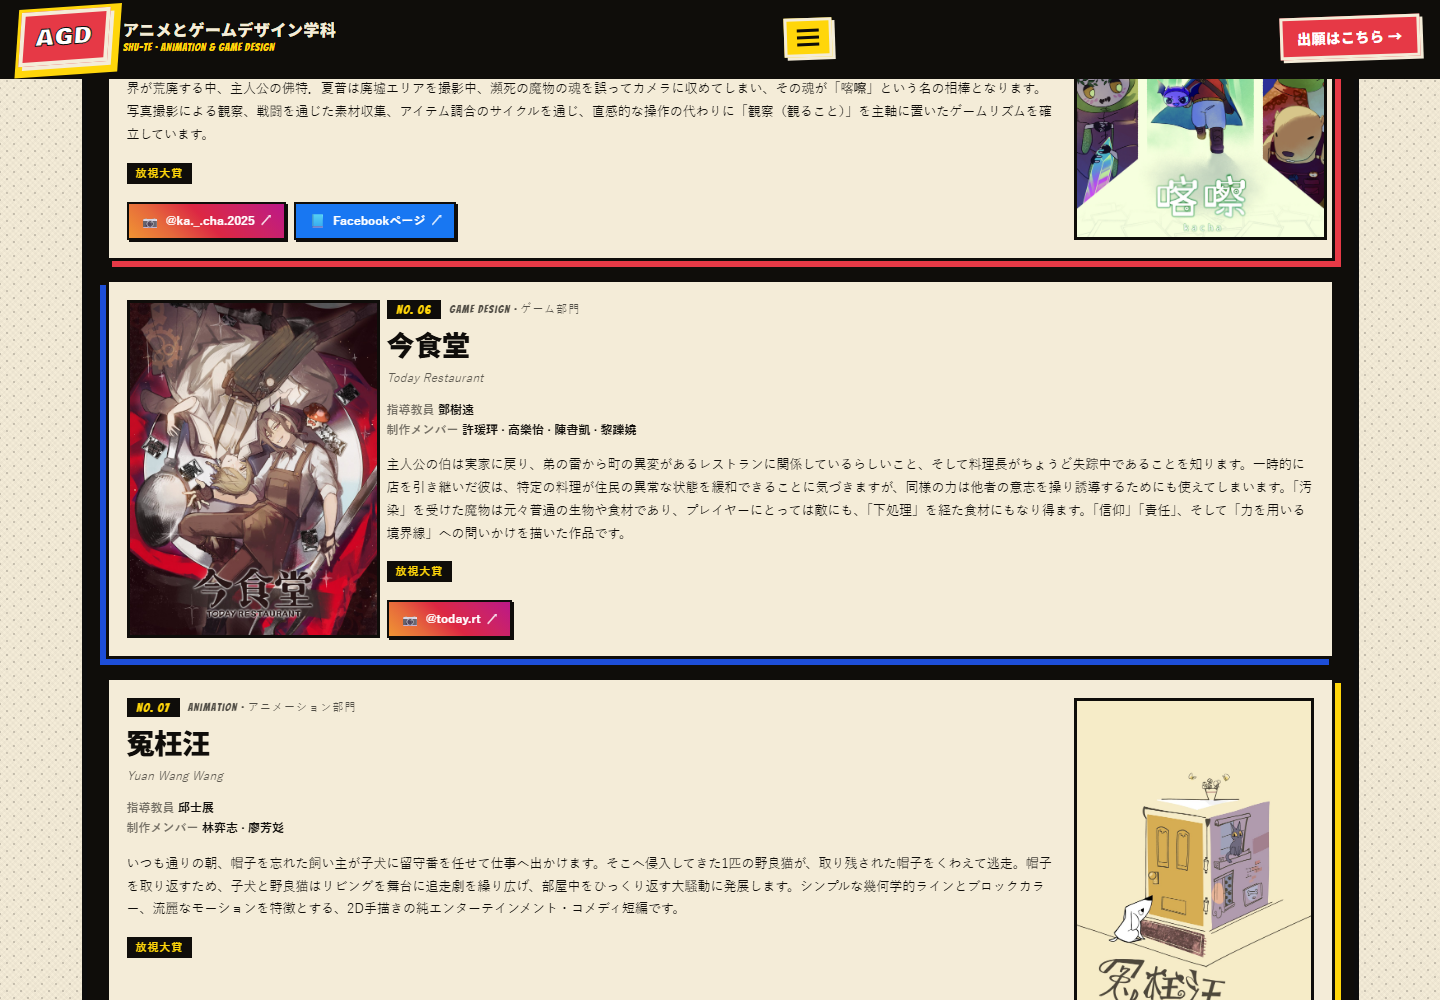 AGD
アニメとゲームデザイン学科
SHU-TE · ANIMATION & GAME DESIGN
出願はこちら →
界が荒廃する中、主人公の佛特．夏普は廃墟エリアを撮影中、瀕死の魔物の魂を誤ってカメラに収めてしまい、その魂が「喀嚓」という名の相棒となります。
写真撮影による観察、戦闘を通じた素材収集、アイテム調合のサイクルを通じ、直感的な操作の代わりに「観察（観ること）」を主軸に置いたゲームリズムを確
立しています。
放視大賞
@ka._.cha.2025
Facebookページ
喀嚓
kacha
NO. 06 GAME DESIGN · ゲーム部門
今食堂
Today Restaurant
指導教員 鄧樹遠
制作メンバー 許瑗玶 · 高樂怡 · 陳書凱 · 黎躒嬈
主人公の伯は実家に戻り、弟の雷から町の異変があるレストランに関係しているらしいこと、そして料理長がちょうど失踪中であることを知ります。一時的に
店を引き継いだ彼は、特定の料理が住民の異常な状態を緩和できることに気づきますが、同様の力は他者の意志を操り誘導するためにも使えてしまいます。「汚
染」を受けた魔物は元々普通の生物や食材であり、プレイヤーにとっては敵にも、「下処理」を経た食材にもなり得ます。「信仰」「責任」、そして「力を用いる
境界線」への問いかけを描いた作品です。
放視大賞
@today.rt
今食堂
TODAY RESTAURANT
NO. 07 ANIMATION · アニメーション部門
冤枉汪
Yuan Wang Wang
指導教員 邱士展
制作メンバー 林弈志 · 廖芳彣
いつも通りの朝、帽子を忘れた飼い主が子犬に留守番を任せて仕事へ出かけます。そこへ侵入してきた1匹の野良猫が、取り残された帽子をくわえて逃走。帽子
を取り返すため、子犬と野良猫はリビングを舞台に追走劇を繰り広げ、部屋中をひっくり返す大騒動に発展します。シンプルな幾何学的ラインとブロックカラ
ー、流麗なモーションを特徴とする、2D手描きの純エンターテインメント・コメディ短編です。
放視大賞
冤枉汪